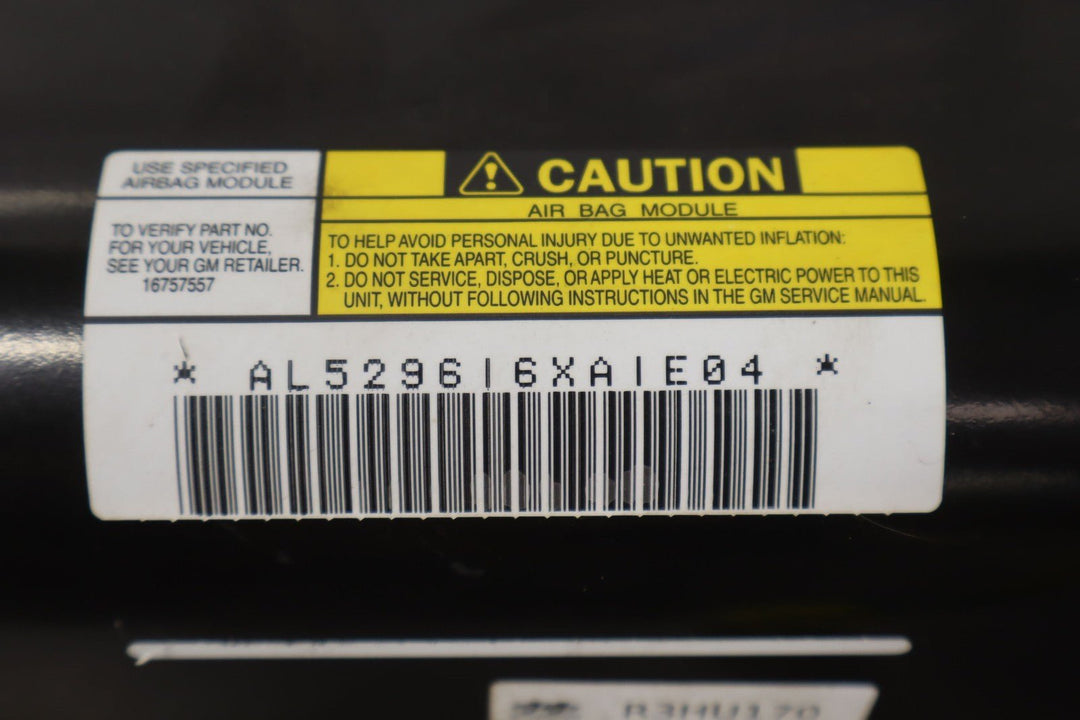 USE SPECIFIED
AIRBAG MODULE
TO VERIFY PART NO.
FOR YOUR VEHICLE,
SEE YOUR GM RETAILER.
16757557
CAUTION
AIR BAG MODULE
TO HELP AVOID PERSONAL INJURY DUE TO UNWANTED INFLATION:
1. DO NOT TAKE APART, CRUSH, OR PUNCTURE.
2. DO NOT SERVICE, DISPOSE, OR APPLY HEAT OR ELECTRIC POWER TO THIS
UNIT, WITHOUT FOLLOWING INSTRUCTIONS IN THE GM SERVICE MANUAL.
* AL529616XA1E04 *